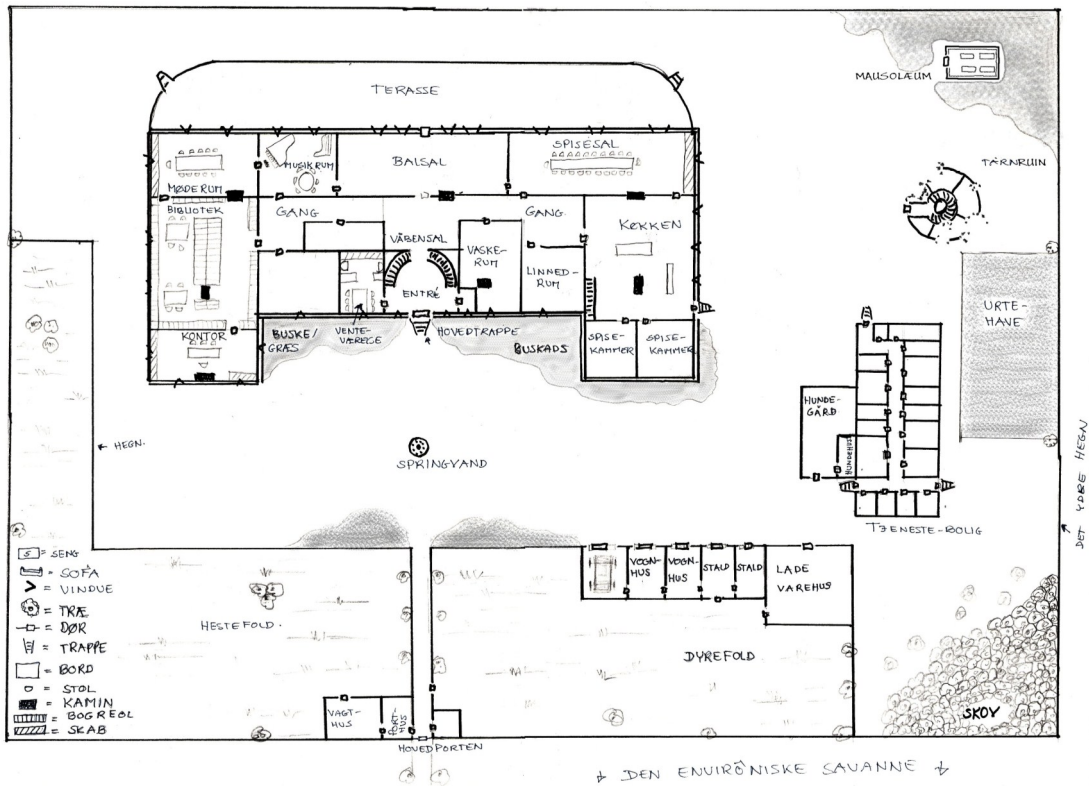 MAUSOLÆUM
TERASSE
TÅRNRUIN
MØDERUM
MUSIKRUM
BALSAL
SPISESAL
BIBLIOTEK
GANG
VÅBENSAL
GANG
KØKKEN
VASKE-
RUM
LINNED-
RUM
ENTRÉ
KONTOR
BUSKE/
GRÆS
VENTE-
VÆRELSE
HOVEDTRAPPE
BUSKADS
SPISE-
KAMMER
SPISE-
KAMMER
URTE-
HAVE
HUNDE-
GÅRD
HUNDEHUS
HEGN.
SPRINGVAND
TJENESTE-BOLIG
DET YDRE HEGN
S = SENG
= SOFA
= VINDUE
= TRÆ
= DØR
= TRAPPE
= BORD
= STOL
= KAMIN
= BOGREOL
= SKAB
HESTEFOLD.
VOGN-
HUS
VOGN-
HUS
STALD
STALD
LADE
VAREHUS
DYREFOLD
VAGT-
HUS
PORT-
HUS
HOVEDPORTEN
SKOV
↓ DEN ENVIRÔNISKE SAVANNE ↓